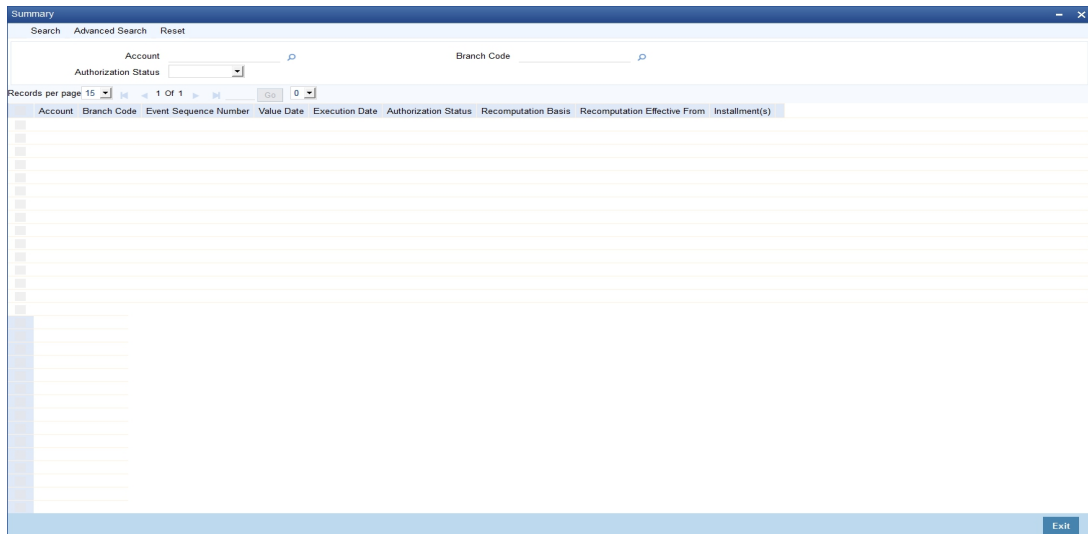 Summary
Search Advanced Search Reset
Account Branch Code
Authorization Status
Records per page 15 1 Of 1 Go 0
Account Branch Code Event Sequence Number Value Date Execution Date Authorization Status Recomputation Basis Recomputation Effective From Installment(s)
Exit